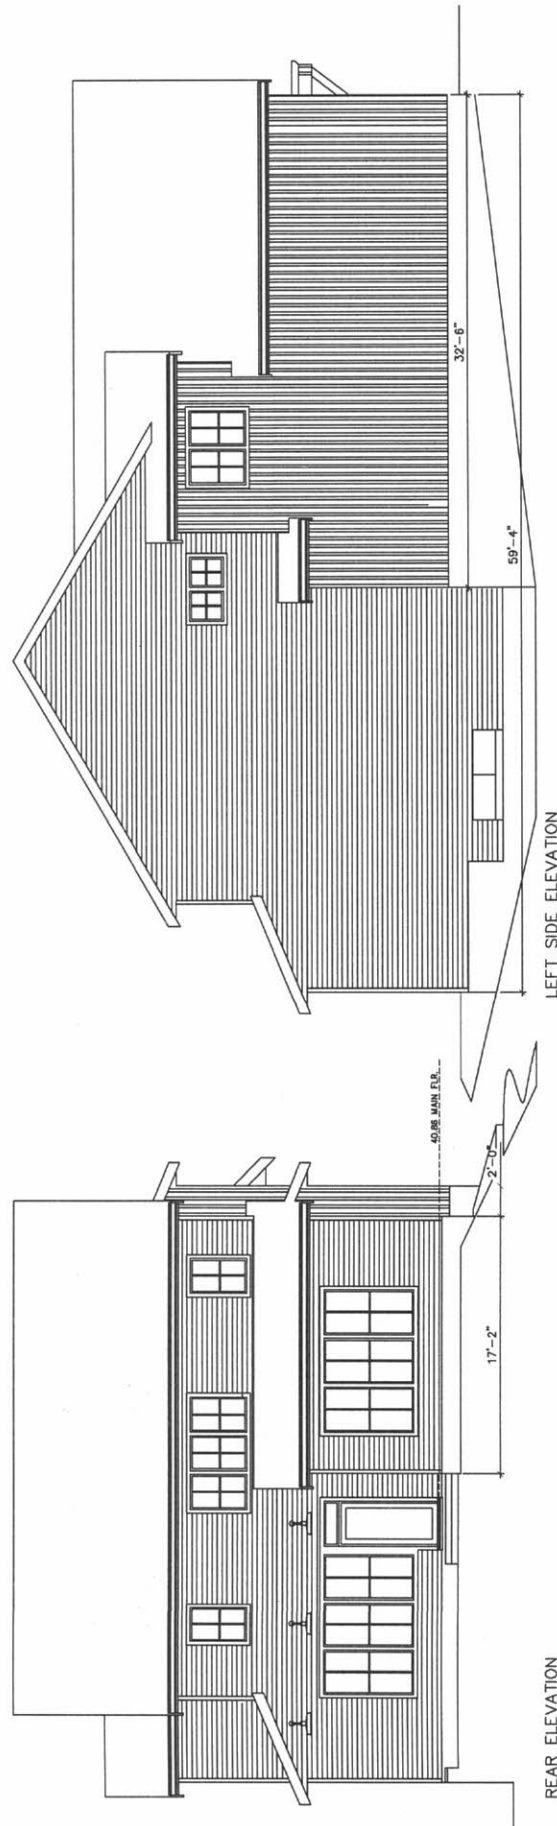 REAR ELEVATION
17'-2"
2'-0"
40.86 MAIN FLR.
LEFT SIDE ELEVATION
59'-4"
32'-6"